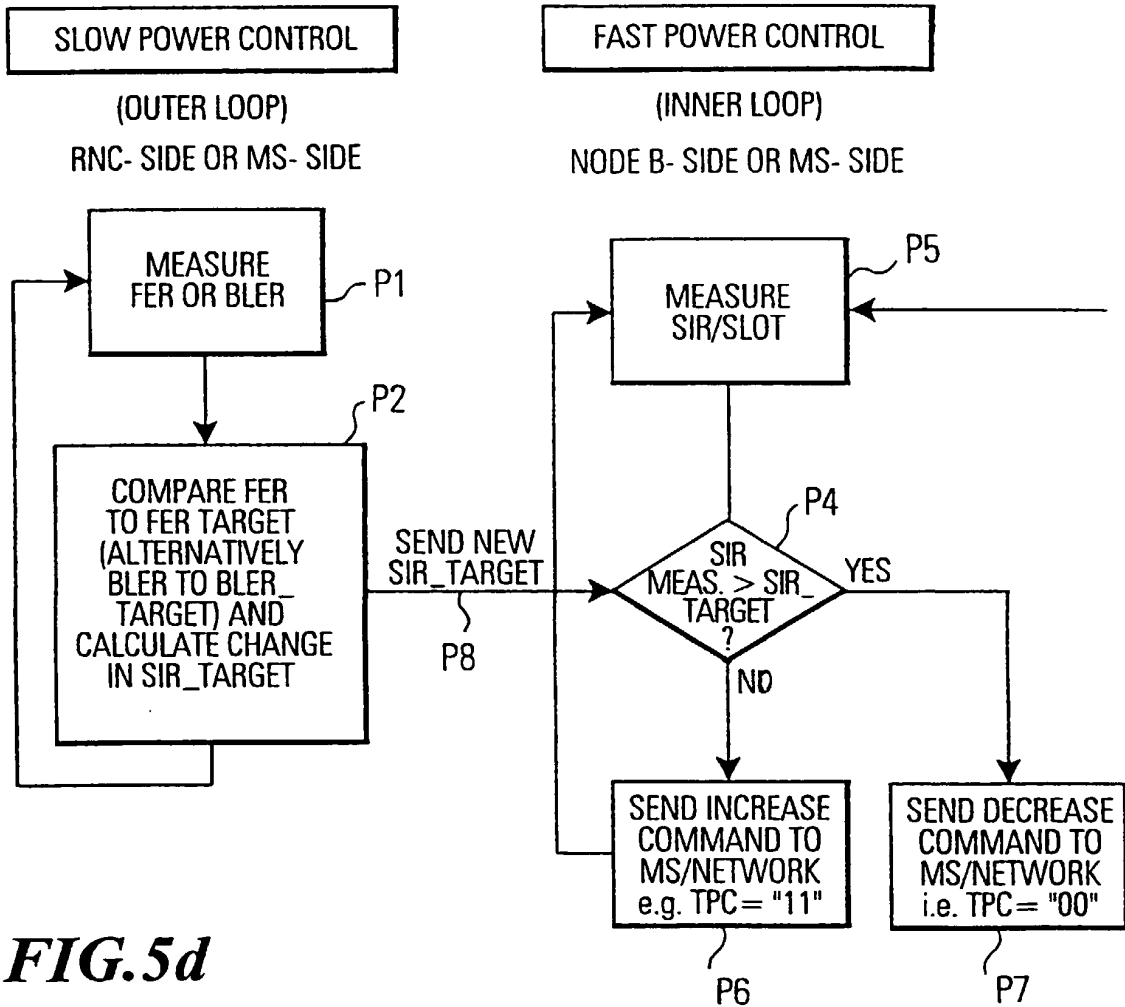 SLOW POWER CONTROL
(OUTER LOOP)
RNC- SIDE OR MS- SIDE
MEASURE
FER OR BLER
P1
P2
COMPARE FER
TO FER TARGET
(ALTERNATIVELY
BLER TO BLER_
TARGET) AND
CALCULATE CHANGE
IN SIR_TARGET
SEND NEW
SIR_TARGET
P8
FAST POWER CONTROL
(INNER LOOP)
NODE B- SIDE OR MS- SIDE
P5
MEASURE
SIR/SLOT
P4
SIR
MEAS. > SIR_
TARGET
?
YES
NO
SEND INCREASE
COMMAND TO
MS/NETWORK
e.g. TPC = "11"
P6
SEND DECREASE
COMMAND TO
MS/NETWORK
i.e. TPC = "00"
P7
FIG.5d